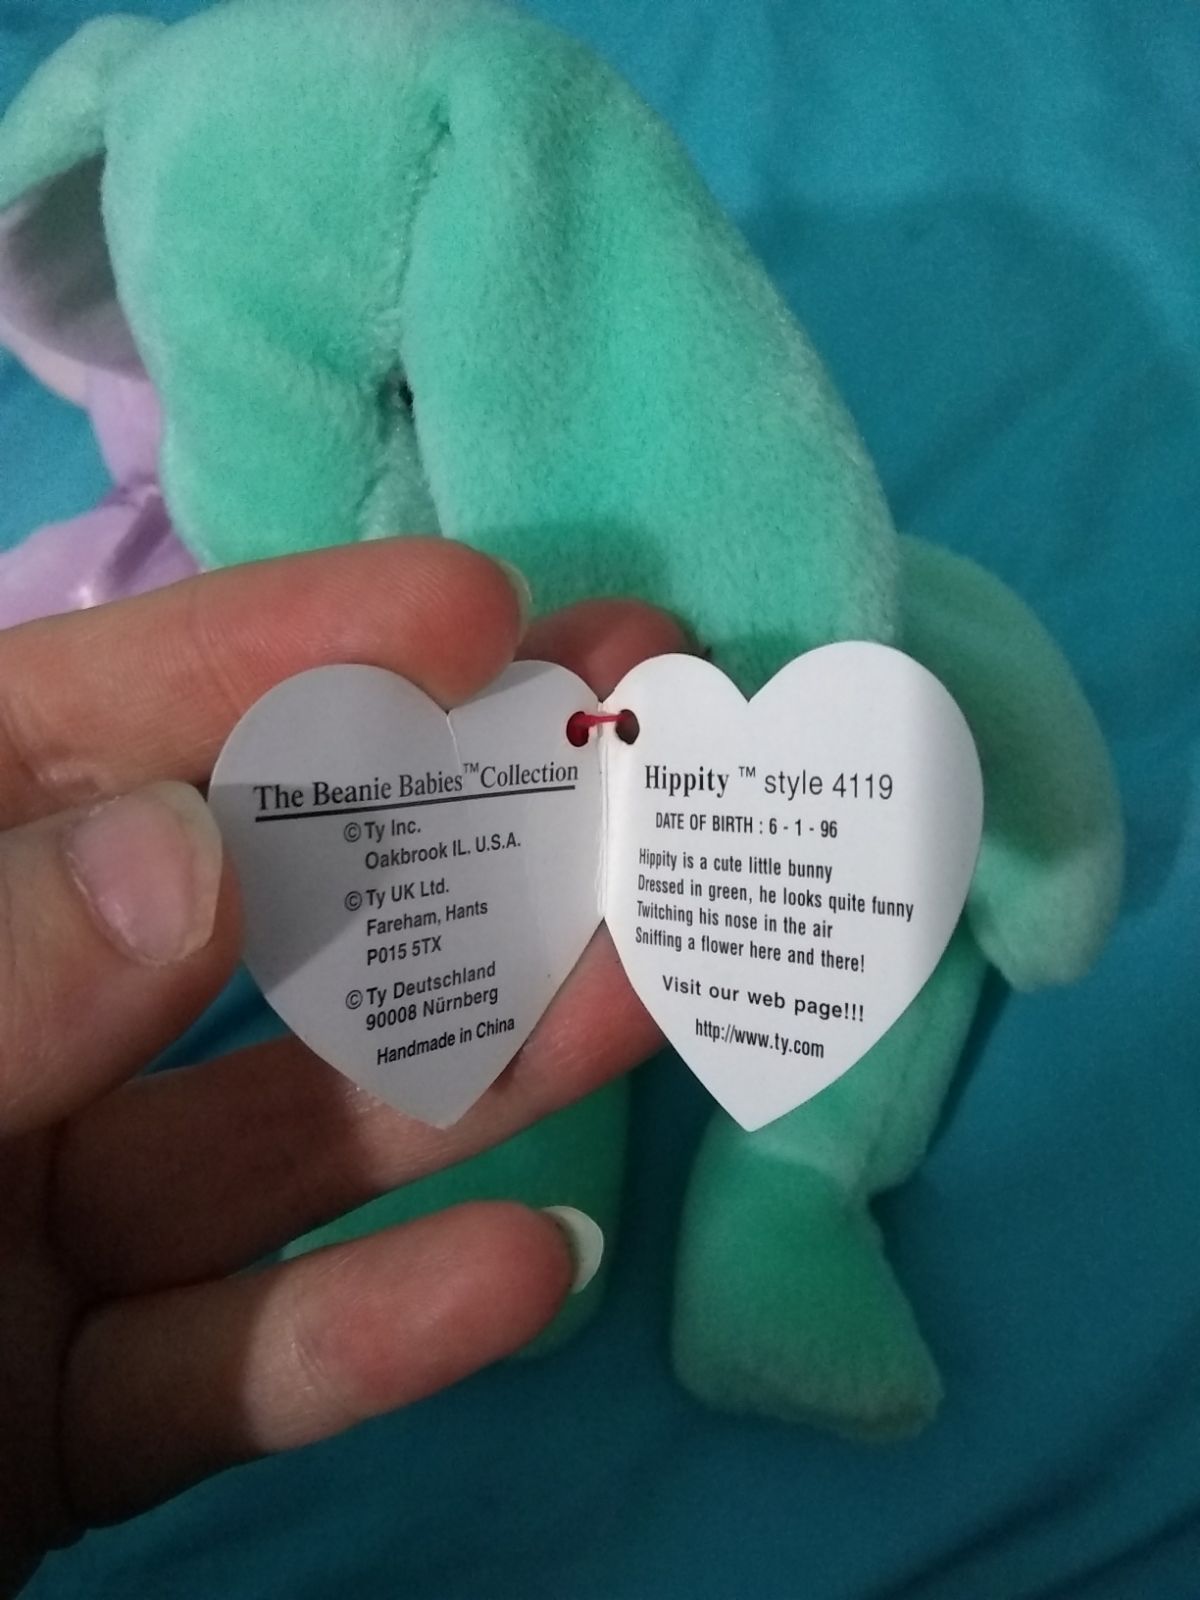 The Beanie Babies™Collection
©Ty Inc.
Oakbrook IL. U.S.A.
©Ty UK Ltd.
Fareham, Hants
P015 5TX
©Ty Deutschland
90008 Nürnberg
Handmade in China
Hippity ™ style 4119
DATE OF BIRTH : 6 - 1 - 96
Hippity is a cute little bunny
Dressed in green, he looks quite funny
Twitching his nose in the air
Sniffing a flower here and there!
Visit our web page!!!
http://www.ty.com